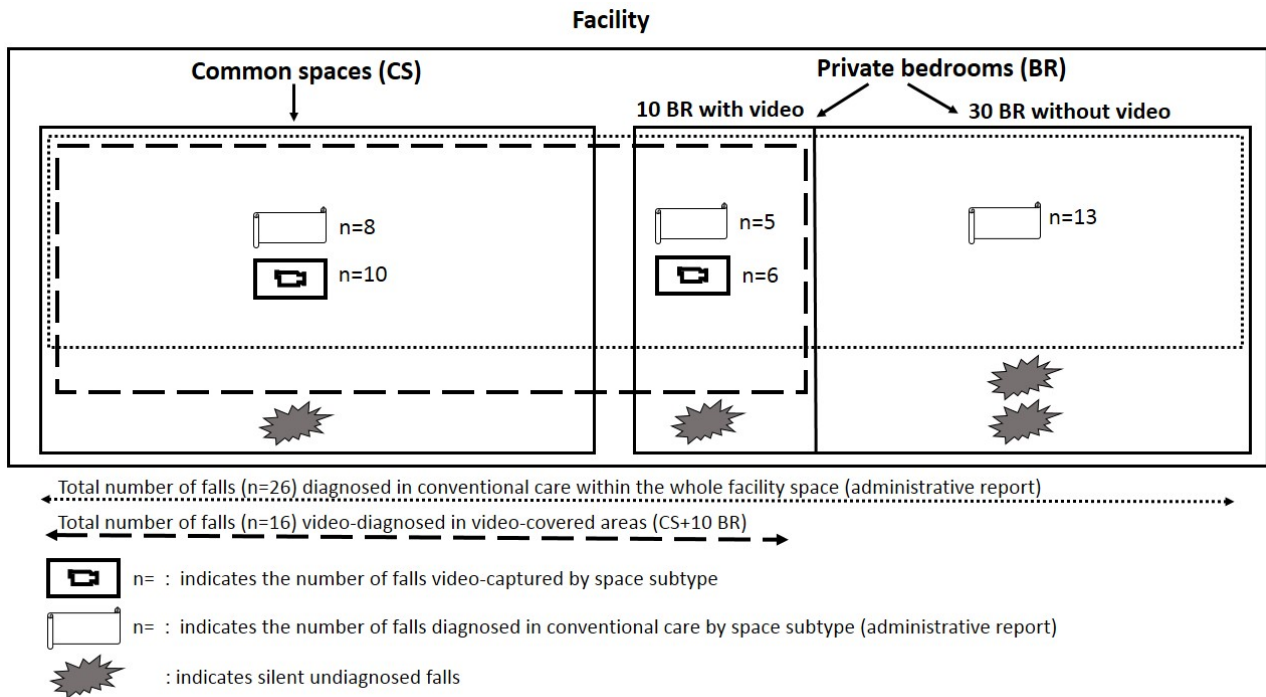 Facility
Common spaces (CS)
Private bedrooms (BR)
10 BR with video
30 BR without video
n=8
n=10
n=5
n=6
n=13
Total number of falls (n=26) diagnosed in conventional care within the whole facility space (administrative report)
Total number of falls (n=16) video-diagnosed in video-covered areas (CS+10 BR)
n= : indicates the number of falls video-captured by space subtype
n= : indicates the number of falls diagnosed in conventional care by space subtype (administrative report)
: indicates silent undiagnosed falls